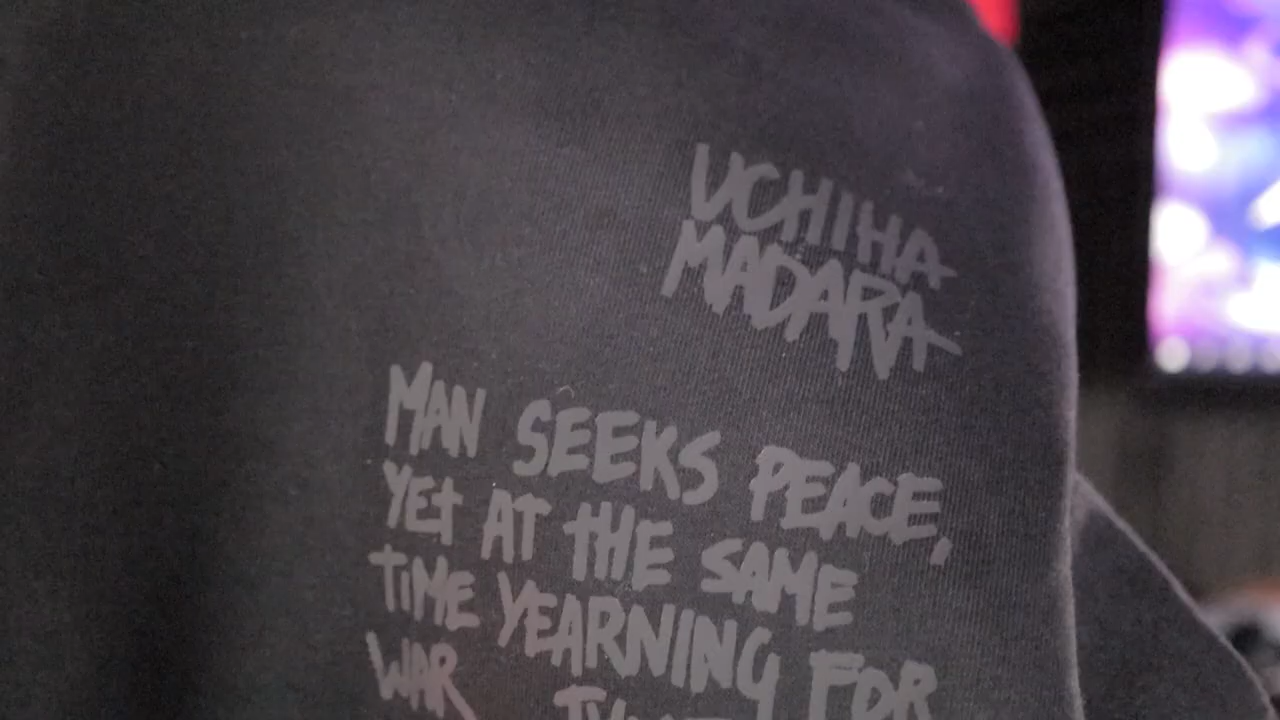 UCHIHA
MADARA
MAN SEEKS PEACE,
YEt AT tHE SAME
TiME YEARNING FOR
WAR